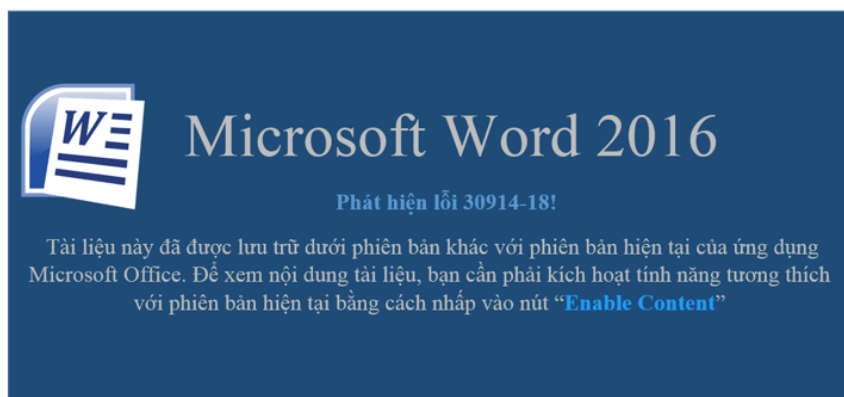 W
Microsoft Word 2016
Phát hiện lỗi 30914-18!
Tài liệu này đã được lưu trữ dưới phiên bản khác với phiên bản hiện tại của ứng dụng
Microsoft Office. Để xem nội dung tài liệu, bạn cần phải kích hoạt tính năng tương thích
với phiên bản hiện tại bằng cách nhấp vào nút “Enable Content”